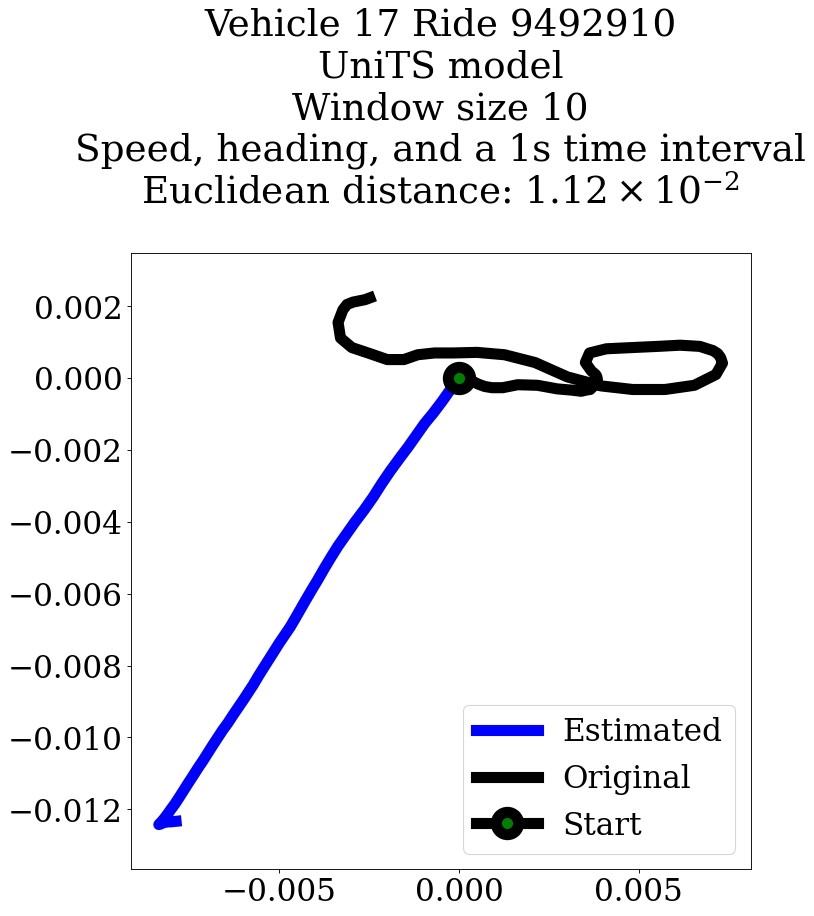 Vehicle 17 Ride 9492910
UniTS model
Window size 10
Speed, heading, and a 1s time interval
Euclidean distance: 1.12 × 10⁻²
0.002
0.000
−0.002
−0.004
−0.006
−0.008
−0.010
−0.012
Estimated
Original
Start
−0.005 0.000 0.005